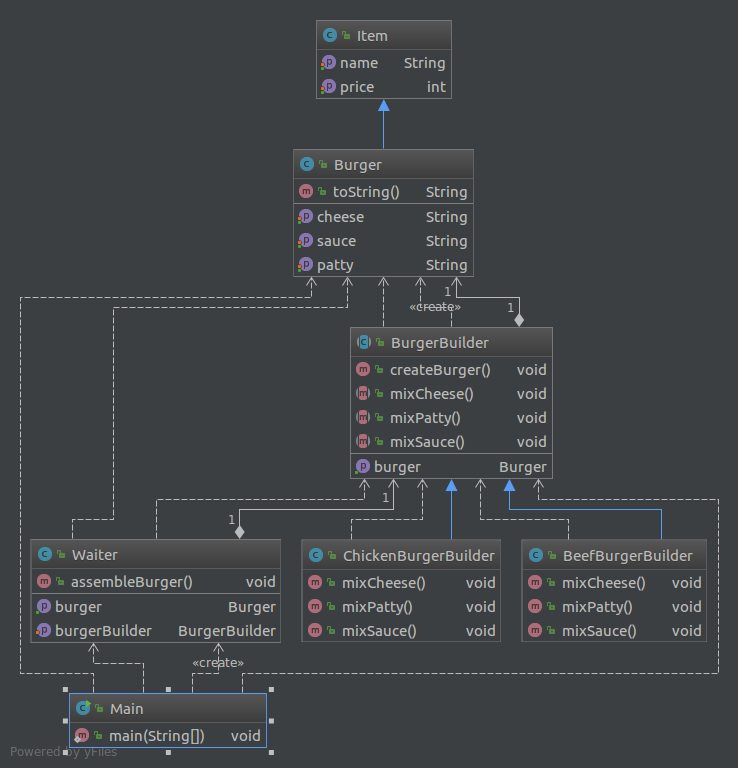 Item
name String
price int
Burger
toString() String
cheese String
sauce String
patty String
1
«create»
1
BurgerBuilder
createBurger() void
mixCheese() void
mixPatty() void
mixSauce() void
burger Burger
1
1
Waiter
assembleBurger() void
burger Burger
burgerBuilder BurgerBuilder
ChickenBurgerBuilder
mixCheese() void
mixPatty() void
mixSauce() void
BeefBurgerBuilder
mixCheese() void
mixPatty() void
mixSauce() void
«create»
Main
main(String[]) void
Powered by yFiles